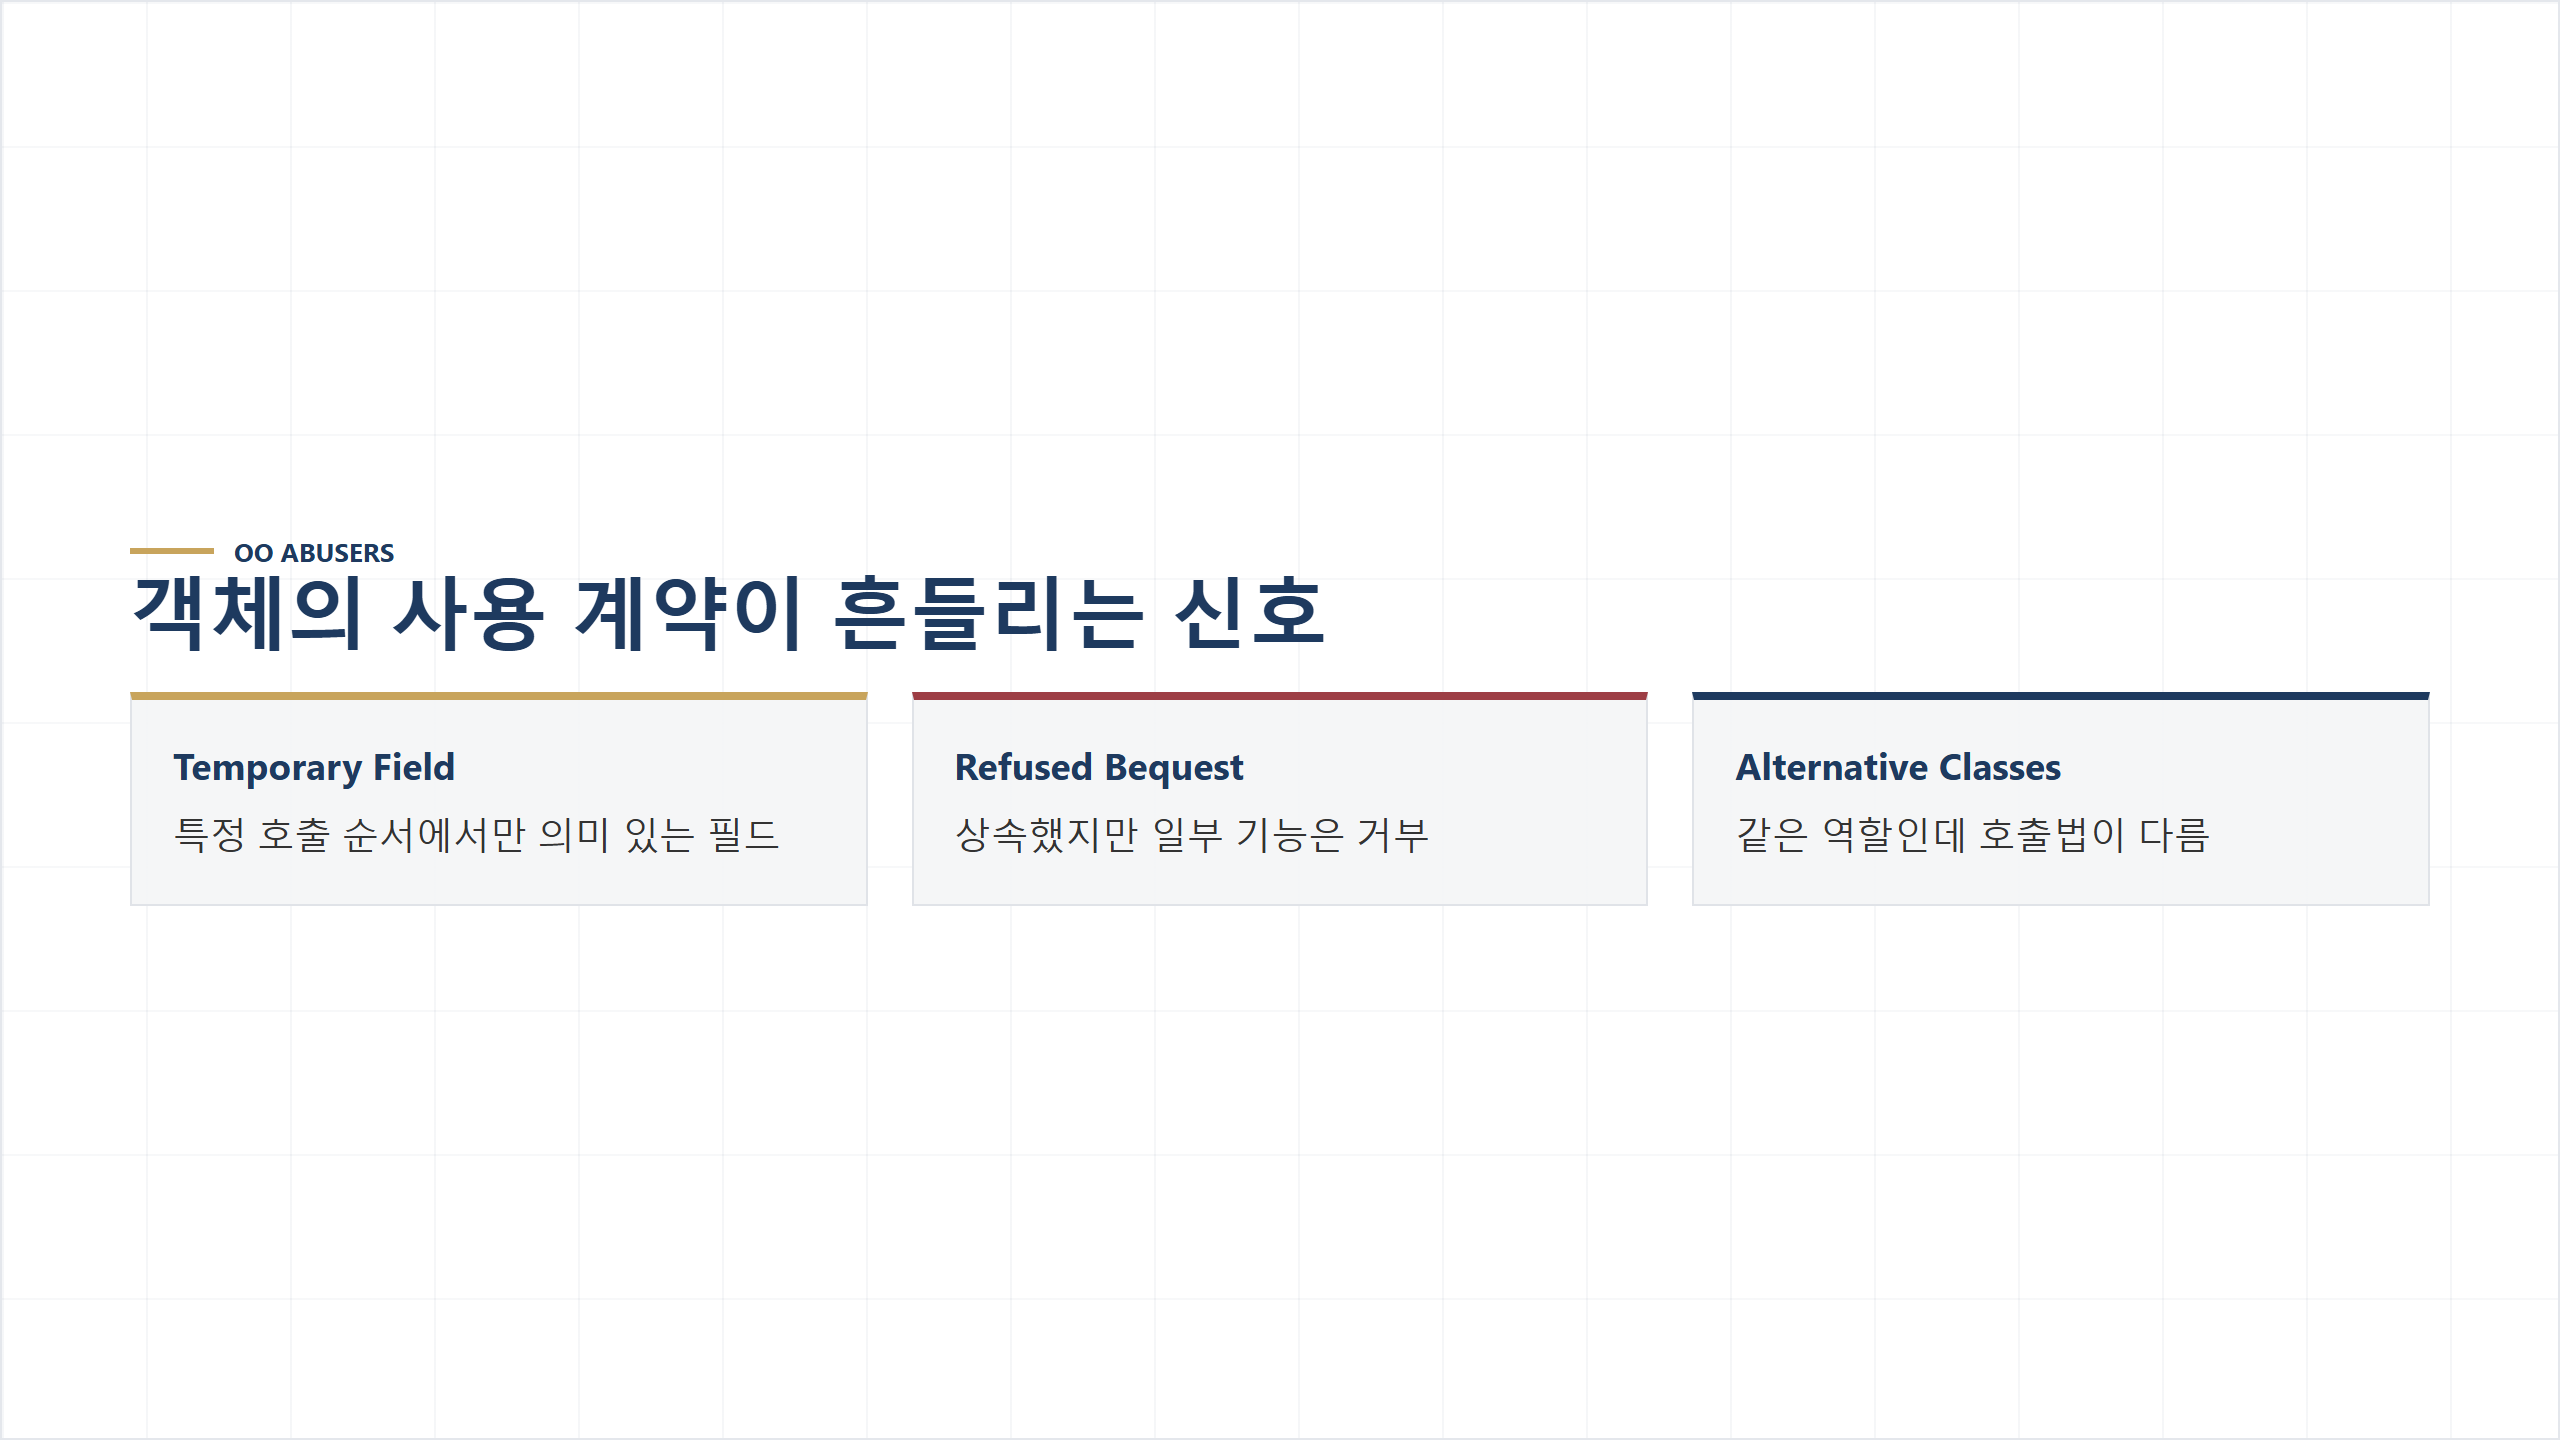 OO ABUSERS
객체의 사용 계약이 흔들리는 신호
Temporary Field
특정 호출 순서에서만 의미 있는 필드
Refused Bequest
상속했지만 일부 기능은 거부
Alternative Classes
같은 역할인데 호출법이 다름